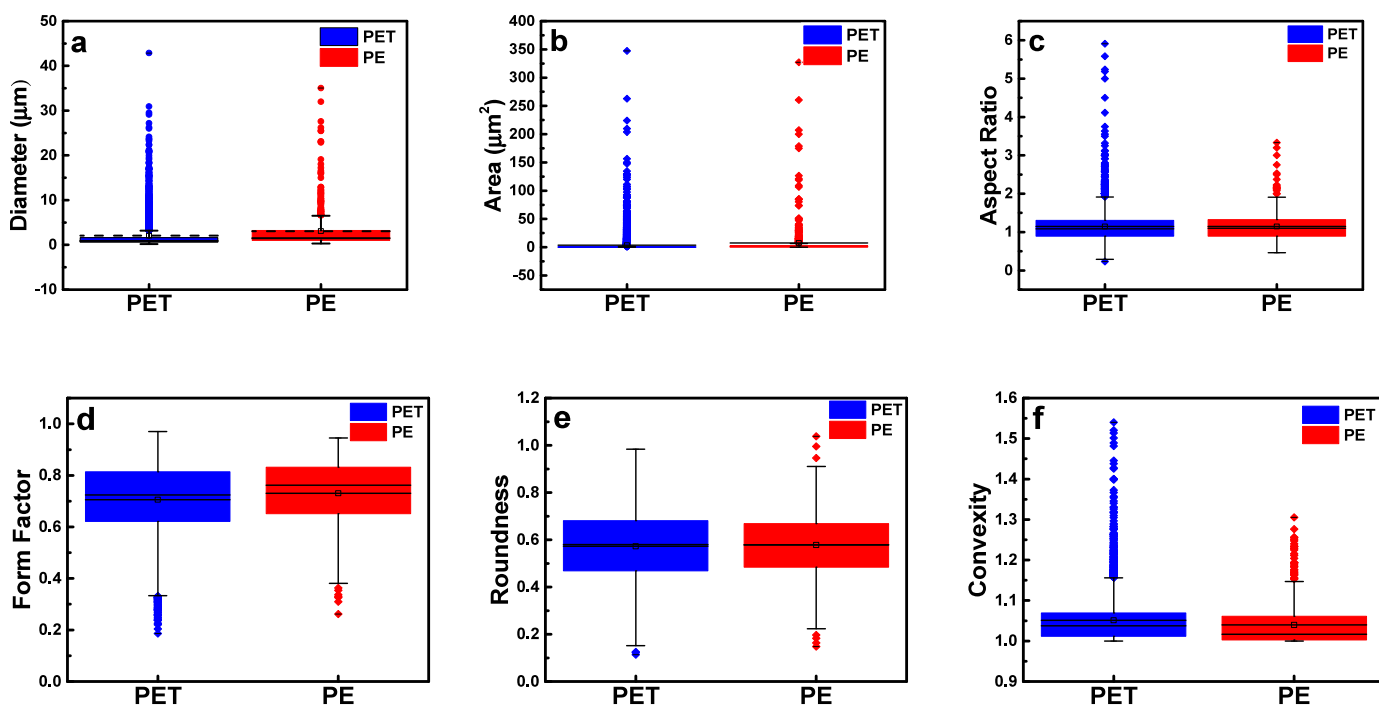 a
PET
PE
Diameter (μm)
50
40
30
20
10
0
-10
PET PE
b
PET
PE
Area (μm²)
400
350
300
250
200
150
100
50
0
-50
PET PE
c
PET
PE
Aspect Ratio
6
5
4
3
2
1
0
PET PE
d
PET
PE
Form Factor
1.0
0.8
0.6
0.4
0.2
0.0
PET PE
e
PET
PE
Roundness
1.2
1.0
0.8
0.6
0.4
0.2
0.0
PET PE
f
PET
PE
Convexity
1.6
1.5
1.4
1.3
1.2
1.1
1.0
0.9
PET PE